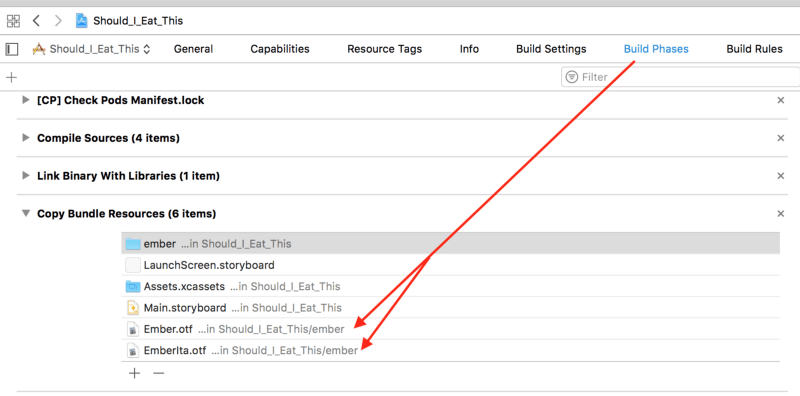 Should_I_Eat_This
Should_I_Eat_This General Capabilities Resource Tags Info Build Settings Build Phases Build Rules
Filter
[CP] Check Pods Manifest.lock
Compile Sources (4 items)
Link Binary With Libraries (1 item)
Copy Bundle Resources (6 items)
ember ...in Should_I_Eat_This
LaunchScreen.storyboard
Assets.xcassets ...in Should_I_Eat_This
Main.storyboard ...in Should_I_Eat_This
Ember.otf ...in Should_I_Eat_This/ember
EmberIta.otf ...in Should_I_Eat_This/ember